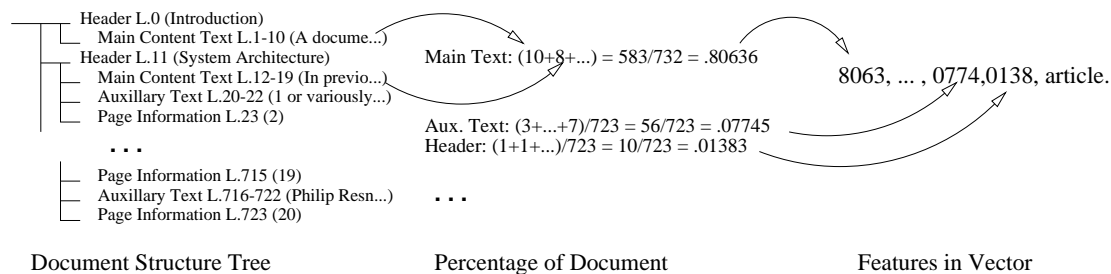 Header L.0 (Introduction)
Main Content Text L.1-10 (A docume...)
Header L.11 (System Architecture)
Main Content Text L.12-19 (In previo...)
Auxillary Text L.20-22 (1 or variously...)
Page Information L.23 (2)
...
Page Information L.715 (19)
Auxillary Text L.716-722 (Philip Resn...)
Page Information L.723 (20)
Document Structure Tree
Main Text: (10+8+...) = 583/732 = .80636
Aux. Text: (3+...+7)/723 = 56/723 = .07745
Header: (1+1+...)/723 = 10/723 = .01383
...
Percentage of Document
8063, ... , 0774,0138, article.
Features in Vector